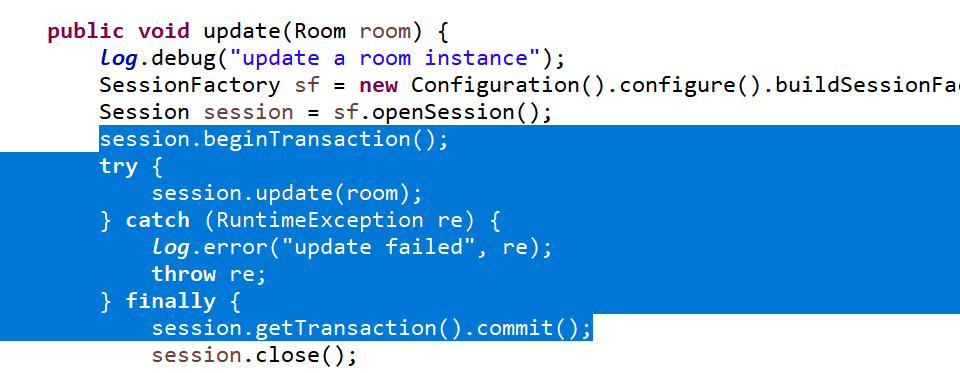 public void update(Room room) {
log.debug("update a room instance");
SessionFactory sf = new Configuration().configure().buildSessionFa
Session session = sf.openSession();
session.beginTransaction();
try {
session.update(room);
} catch (RuntimeException re) {
log.error("update failed", re);
throw re;
} finally {
session.getTransaction().commit();
session.close();